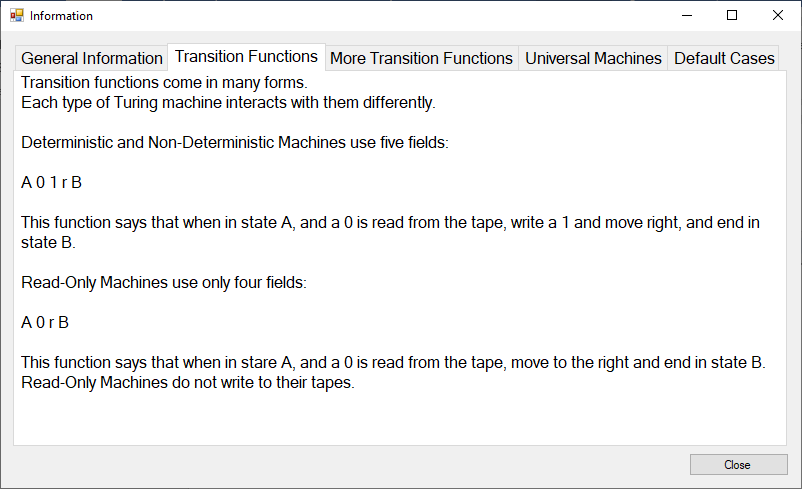 Information
General Information
Transition Functions
More Transition Functions
Universal Machines
Default Cases
Transition functions come in many forms.
Each type of Turing machine interacts with them differently.
Deterministic and Non-Deterministic Machines use five fields:
A 0 1 r B
This function says that when in state A, and a 0 is read from the tape, write a 1 and move right, and end in
state B.
Read-Only Machines use only four fields:
A 0 r B
This function says that when in stare A, and a 0 is read from the tape, move to the right and end in state B.
Read-Only Machines do not write to their tapes.
Close